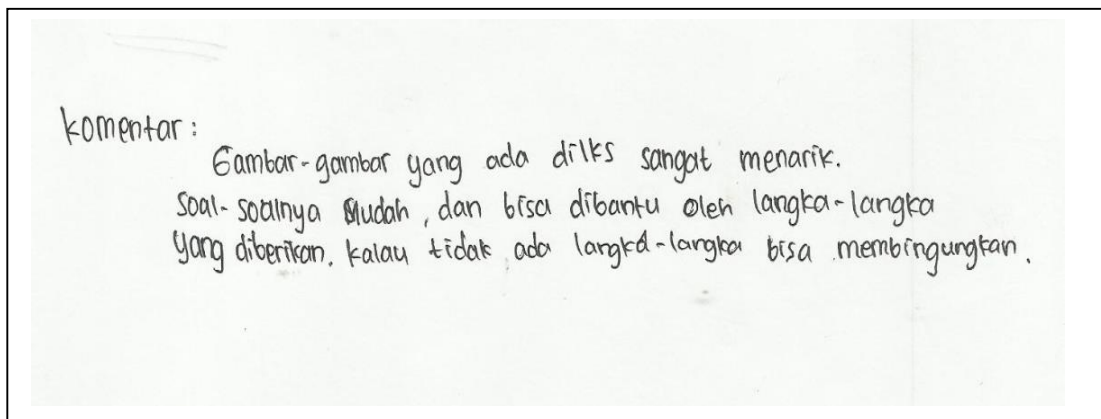 komentar:
Gambar-gambar yang ada dilks sangat menarik.
Soal-soalnya mudah, dan bisa dibantu oleh langka-langka
yang diberikan. kalau tidak ada langka-langka bisa membingungkan.